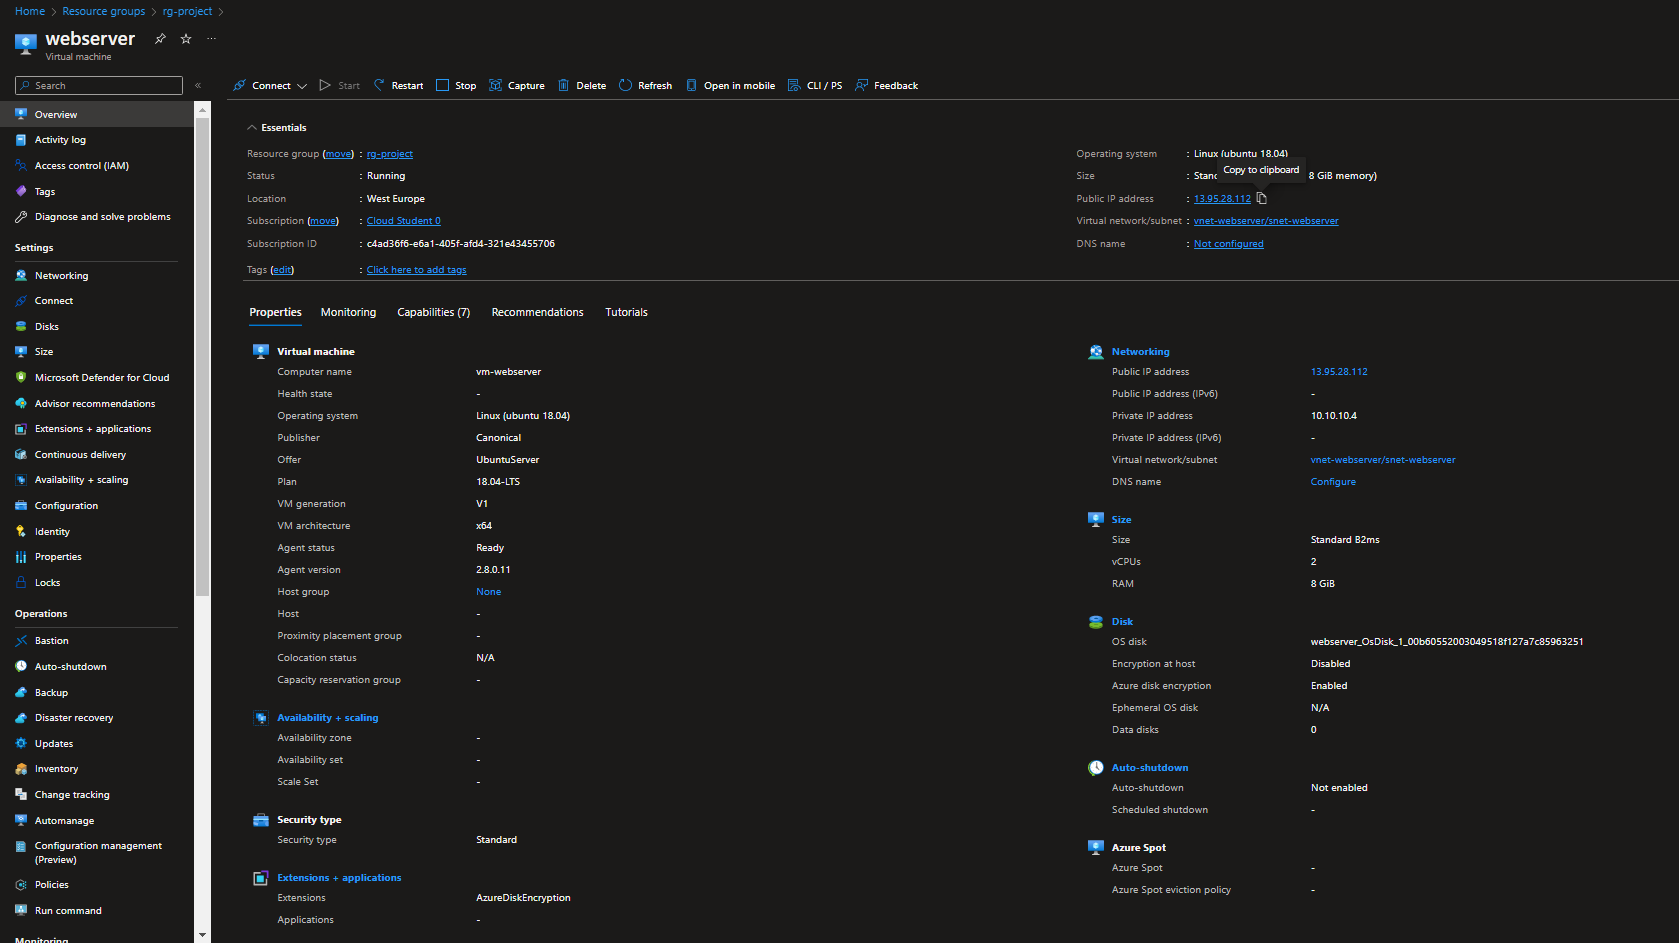 Home > Resource groups > rg-project >
webserver
Virtual machine
Search
Connect
Start
Restart
Stop
Capture
Delete
Refresh
Open in mobile
CLI / PS
Feedback
Overview
Activity log
Access control (IAM)
Tags
Diagnose and solve problems
Settings
Networking
Connect
Disks
Size
Microsoft Defender for Cloud
Advisor recommendations
Extensions + applications
Continuous delivery
Availability + scaling
Configuration
Identity
Properties
Locks
Operations
Bastion
Auto-shutdown
Backup
Disaster recovery
Updates
Inventory
Change tracking
Automanage
Configuration management
(Preview)
Policies
Run command
Monitoring
Essentials
Resource group (move) : rg-project
Status : Running
Location : West Europe
Subscription (move) : Cloud Student 0
Subscription ID : c4ad36f6-e6a1-405f-afd4-321e43455706
Tags (edit) : Click here to add tags
Operating system : Linux (ubuntu 18.04)
Copy to clipboard
Size : Stanc 8 GiB memory)
Public IP address : 13.95.28.112
Virtual network/subnet : vnet-webserver/snet-webserver
DNS name : Not configured
Properties
Monitoring
Capabilities (7)
Recommendations
Tutorials
Virtual machine
Computer name vm-webserver
Health state -
Operating system Linux (ubuntu 18.04)
Publisher Canonical
Offer UbuntuServer
Plan 18.04-LTS
VM generation V1
VM architecture x64
Agent status Ready
Agent version 2.8.0.11
Host group None
Host -
Proximity placement group -
Colocation status N/A
Capacity reservation group -
Availability + scaling
Availability zone -
Availability set -
Scale Set -
Security type
Security type Standard
Extensions + applications
Extensions AzureDiskEncryption
Applications -
Networking
Public IP address 13.95.28.112
Public IP address (IPv6) -
Private IP address 10.10.10.4
Private IP address (IPv6) -
Virtual network/subnet vnet-webserver/snet-webserver
DNS name Configure
Size
Size Standard B2ms
vCPUs 2
RAM 8 GiB
Disk
OS disk webserver_OsDisk_1_00b60552003049518f127a7c85963251
Encryption at host Disabled
Azure disk encryption Enabled
Ephemeral OS disk N/A
Data disks 0
Auto-shutdown
Auto-shutdown Not enabled
Scheduled shutdown -
Azure Spot
Azure Spot -
Azure Spot eviction policy -